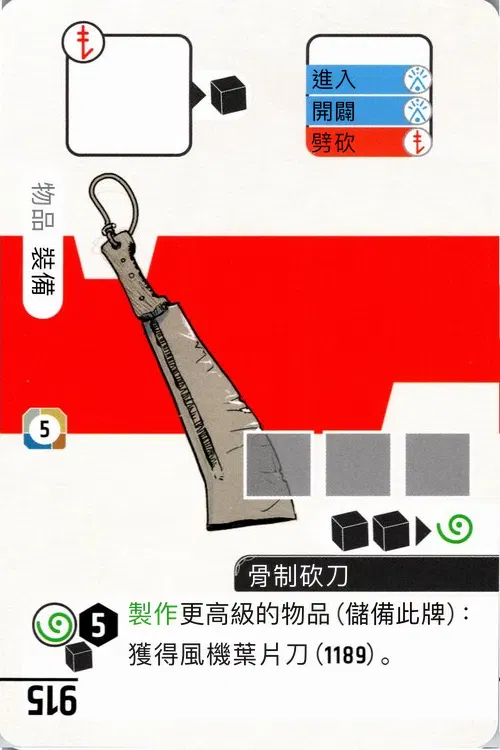 進入
開闢
劈砍
物品 裝備
5
骨制砍刀
5 製作更高級的物品(儲備此牌)：
獲得風機葉片刀(1189)。
915